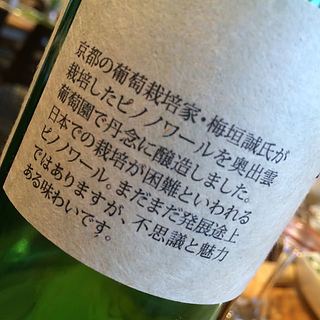 京都の葡萄栽培家・梅垣誠氏が
栽培したピノノワールを奥出雲
葡萄園で丹念に醸造しました。
日本での栽培が困難といわれる
ピノノワール。まだまだ発展途上
ではありますが、不思議と魅力
ある味わいです。